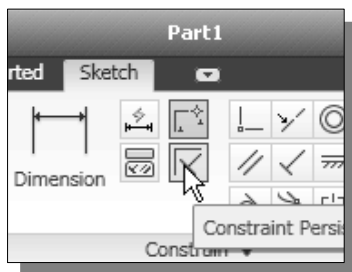 Part1
rted Sketch
Dimension
Constraint Persis
Constrain